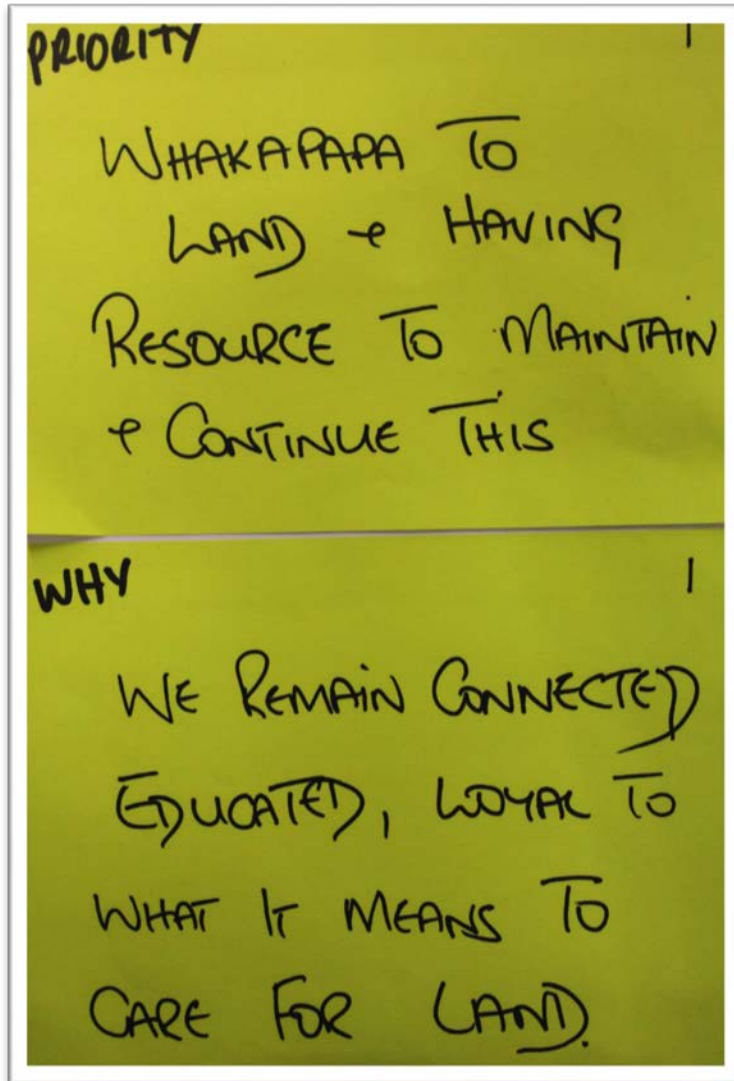 PRIORITY 1
WHAKAPAPA TO
LAND & HAVING
RESOURCE TO MAINTAIN
& CONTINUE THIS
WHY 1
WE REMAIN CONNECTED
EDUCATED, LOYAL TO
WHAT IT MEANS TO
CARE FOR LAND.